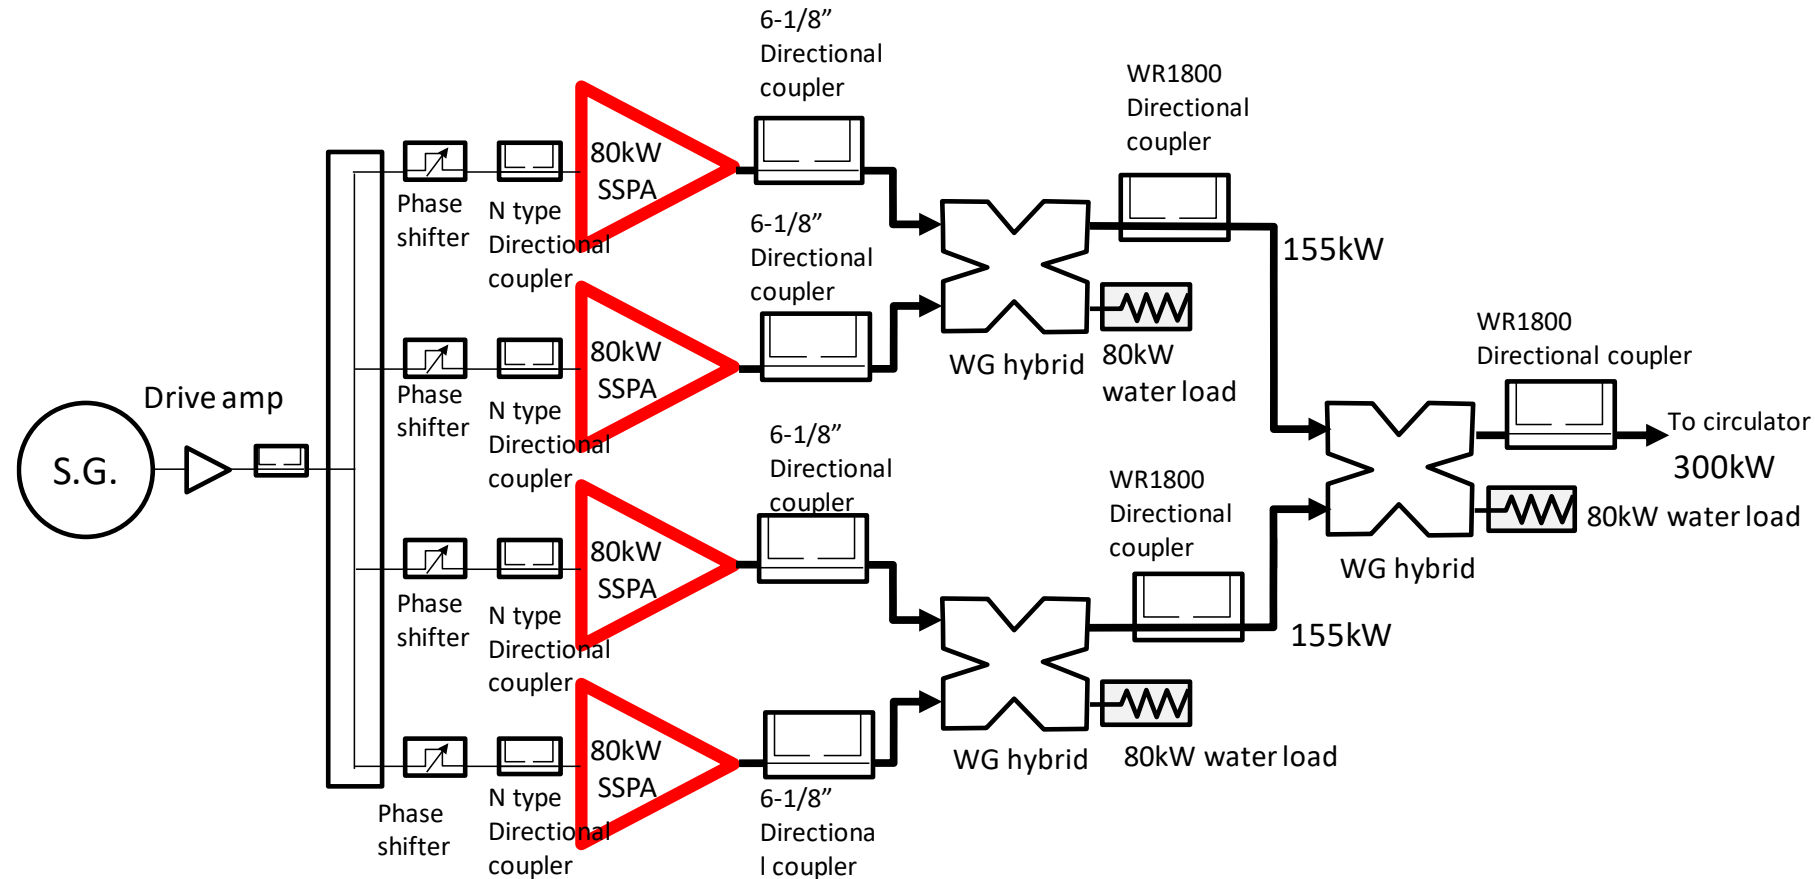 6-1/8”
Directional
coupler
WR1800
Directional
coupler
80kW
SSPA
Phase
shifter
N type
Directional
coupler
6-1/8”
Directional
coupler
155kW
80kW
SSPA
WG hybrid
80kW
water load
WR1800
Directional coupler
Phase
shifter
N type
Directional
coupler
Drive amp
S.G.
6-1/8”
Directional
coupler
WR1800
Directional
coupler
To circulator
300kW
80kW water load
WG hybrid
80kW
SSPA
Phase
shifter
N type
Directional
coupler
155kW
80kW
SSPA
WG hybrid
80kW water load
Phase
shifter
N type
Directional
coupler
6-1/8”
Directiona
l coupler